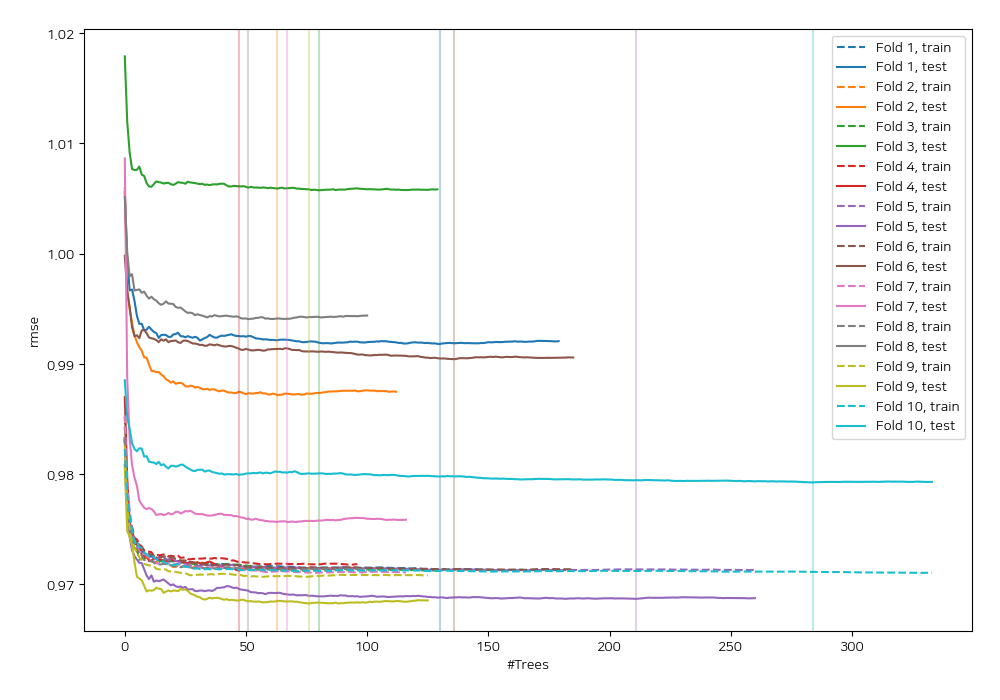 1.02
1.01
1.00
0.99
0.98
0.97
rmse
0
50
100
150
200
250
300
#Trees
Fold 1, train
Fold 1, test
Fold 2, train
Fold 2, test
Fold 3, train
Fold 3, test
Fold 4, train
Fold 4, test
Fold 5, train
Fold 5, test
Fold 6, train
Fold 6, test
Fold 7, train
Fold 7, test
Fold 8, train
Fold 8, test
Fold 9, train
Fold 9, test
Fold 10, train
Fold 10, test